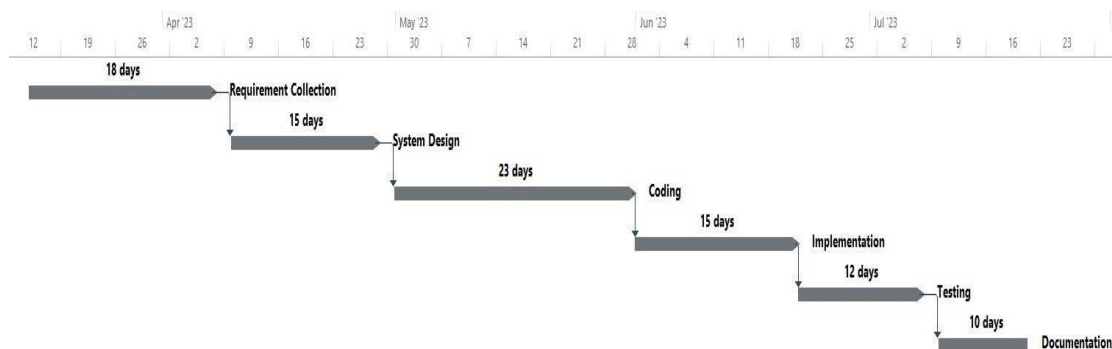 Apr '23 May '23 Jun '23 Jul '23
12 19 26 2 9 16 23 30 7 14 21 28 4 11 18 25 2 9 16 23
18 days
Requirement Collection
15 days
System Design
23 days
Coding
15 days
Implementation
12 days
Testing
10 days
Documentation